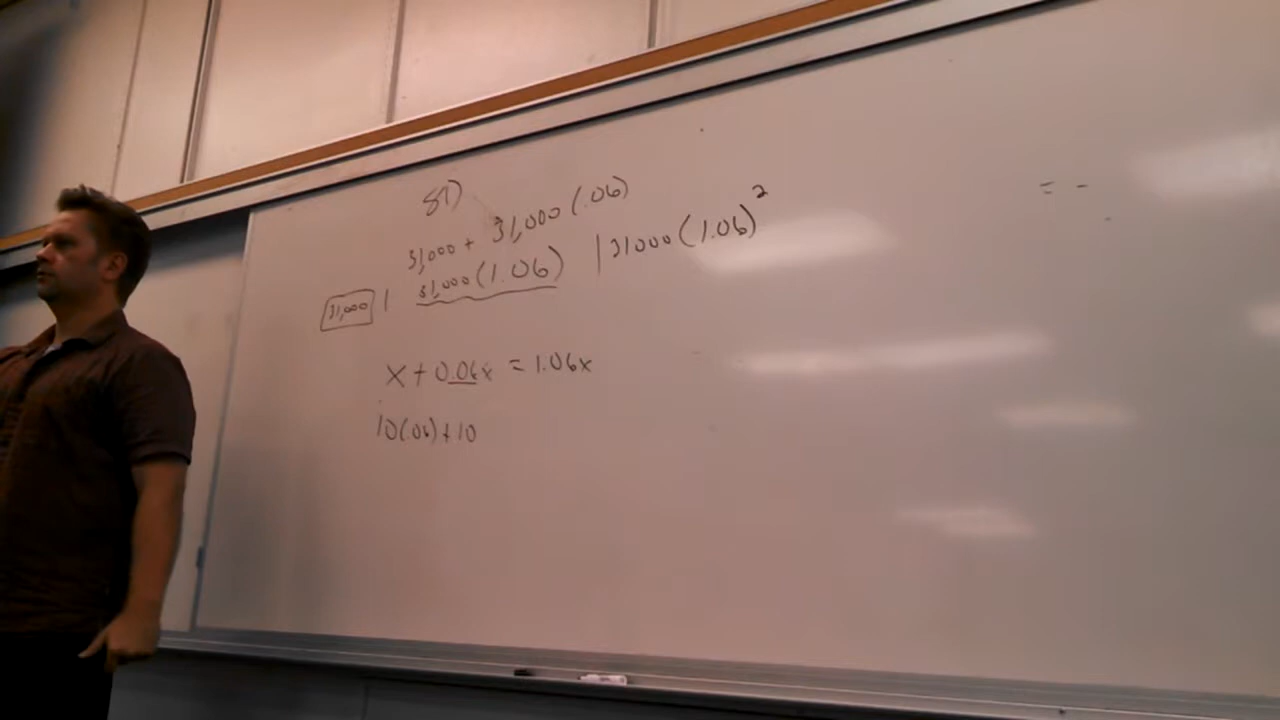 87)
31,000 + 31,000 (.06)
31,000 | 31,000 (1.06) | 31000 (1.06)²
x + 0.06x = 1.06x
10(.06) + 10
= -